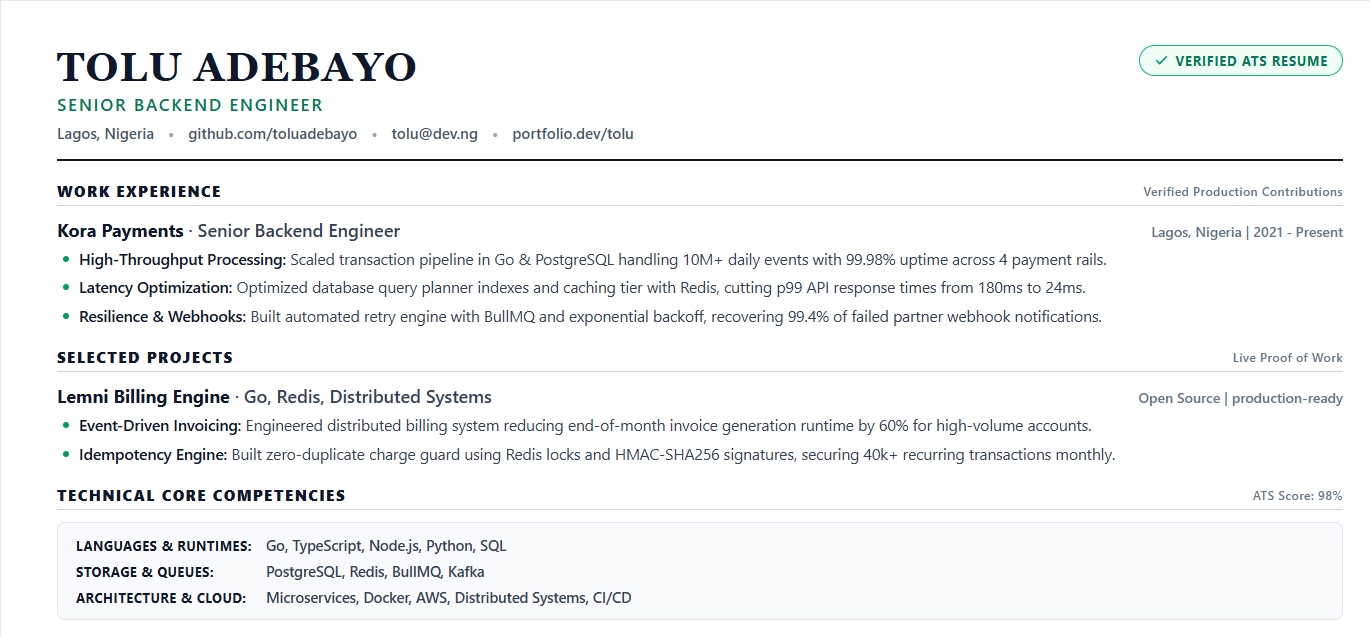 TOLU ADEBAYO
✓ VERIFIED ATS RESUME
SENIOR BACKEND ENGINEER
Lagos, Nigeria • github.com/toluadebayo • tolu@dev.ng • portfolio.dev/tolu
WORK EXPERIENCE
Verified Production Contributions
Kora Payments · Senior Backend Engineer
Lagos, Nigeria | 2021 - Present
• High-Throughput Processing: Scaled transaction pipeline in Go & PostgreSQL handling 10M+ daily events with 99.98% uptime across 4 payment rails.
• Latency Optimization: Optimized database query planner indexes and caching tier with Redis, cutting p99 API response times from 180ms to 24ms.
• Resilience & Webhooks: Built automated retry engine with BullMQ and exponential backoff, recovering 99.4% of failed partner webhook notifications.
SELECTED PROJECTS
Live Proof of Work
Lemni Billing Engine · Go, Redis, Distributed Systems
Open Source | production-ready
• Event-Driven Invoicing: Engineered distributed billing system reducing end-of-month invoice generation runtime by 60% for high-volume accounts.
• Idempotency Engine: Built zero-duplicate charge guard using Redis locks and HMAC-SHA256 signatures, securing 40k+ recurring transactions monthly.
TECHNICAL CORE COMPETENCIES
ATS Score: 98%
LANGUAGES & RUNTIMES: Go, TypeScript, Node.js, Python, SQL
STORAGE & QUEUES: PostgreSQL, Redis, BullMQ, Kafka
ARCHITECTURE & CLOUD: Microservices, Docker, AWS, Distributed Systems, CI/CD